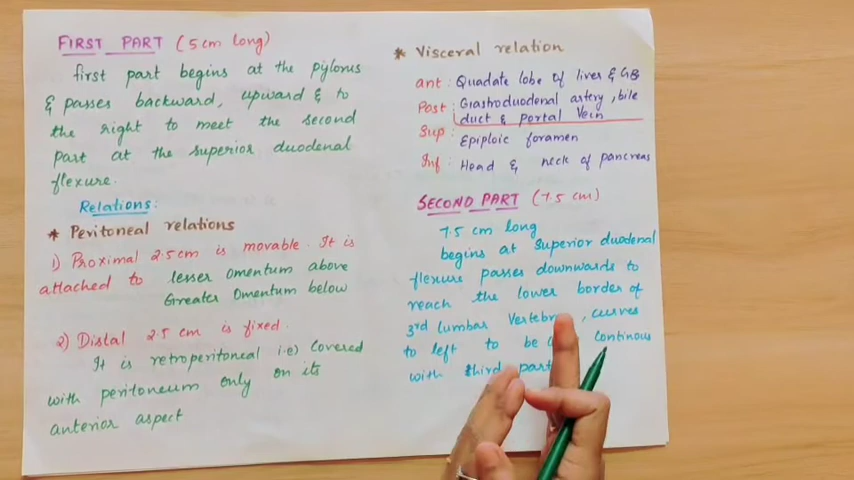 FIRST PART (5cm long)
first part begins at the pylorus
& passes backward, upward & to
the right to meet the second
part at the superior duodenal
flexure.
Relations:
* Peritoneal relations
1) Proximal 2.5cm is movable. It is
attached to lesser omentum above
Greater Omentum below
2) Distal 2.5 cm is fixed.
It is retroperitoneal i.e) covered
with peritoneum only on its
anterior aspect
* Visceral relation
ant: Quadate lobe of liver & GB
Post: Grastroduodenal artery, bile
duct & portal Vein
Sup: Epiploic foramen
Inf: Head & neck of pancreas
SECOND PART (7.5 cm)
7.5 cm long
begins at superior duodenal
flexure passes downwards to
reach the lower border of
3rd lumbar , curves
to left to be continous
with third part